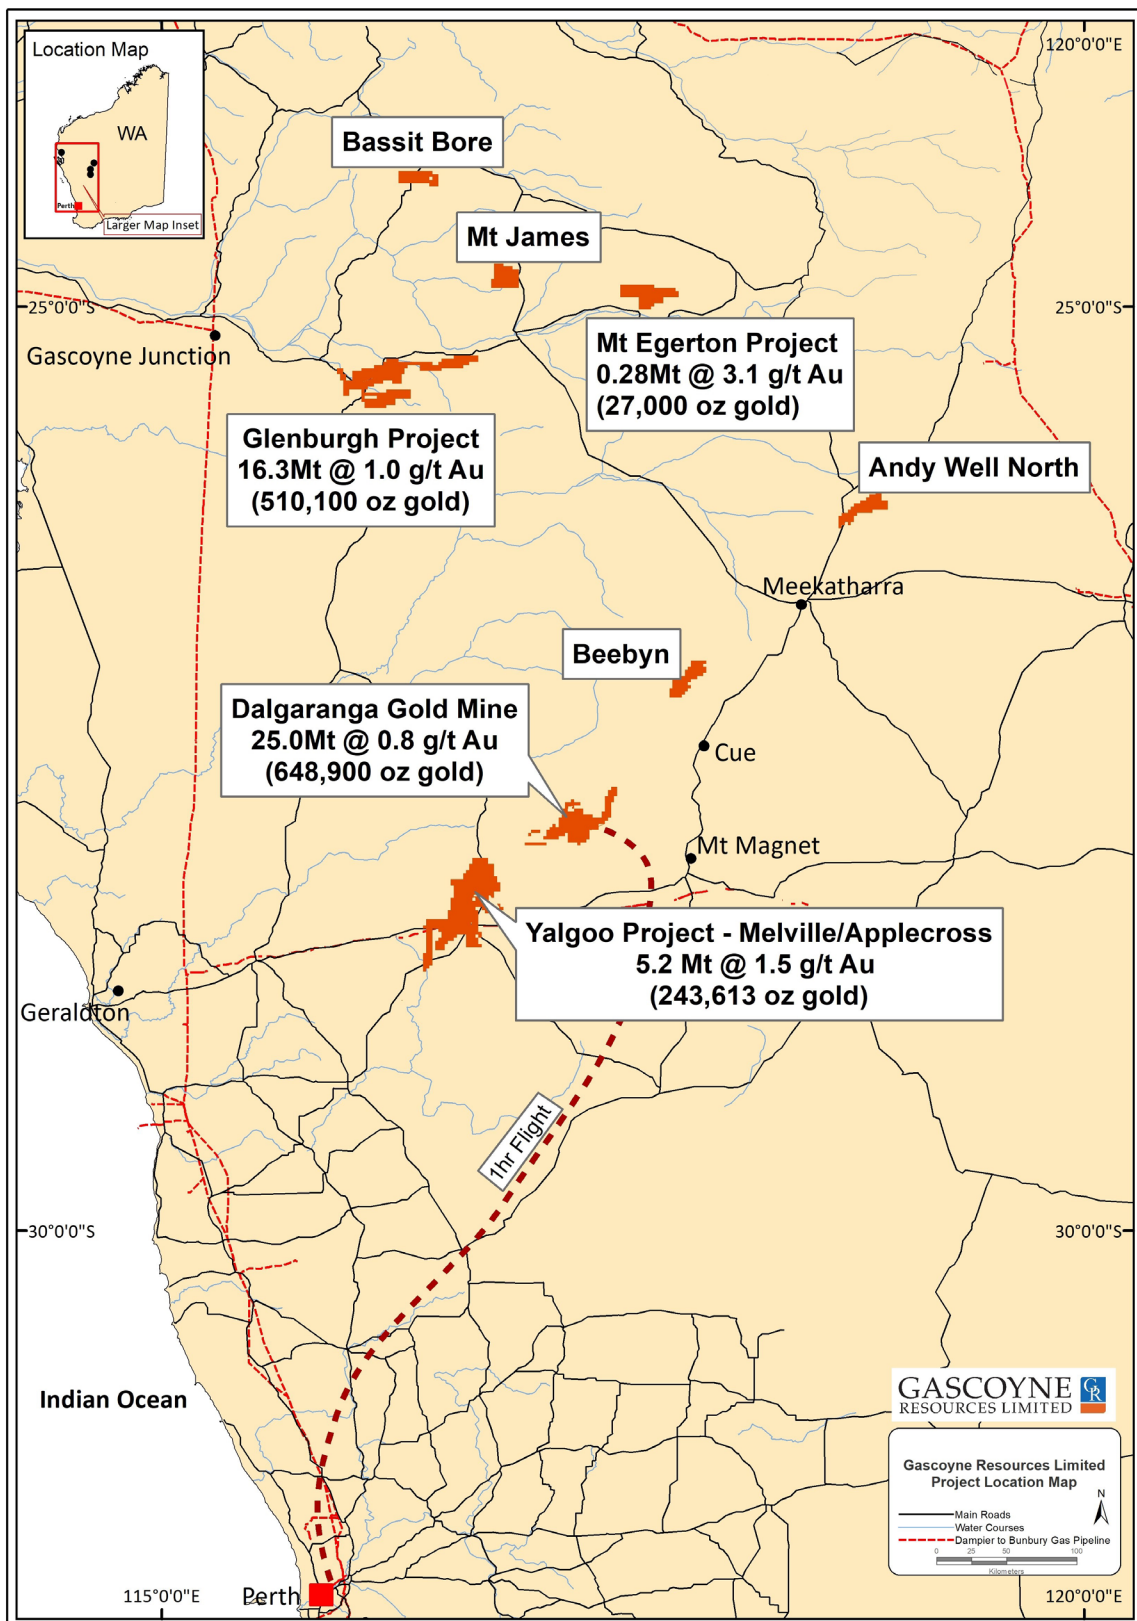 Location Map
WA
Perth
Larger Map Inset
120°0'0"E
Bassit Bore
Mt James
25°0'0"S
25°0'0"S
Gascoyne Junction
Mt Egerton Project
0.28Mt @ 3.1 g/t Au
(27,000 oz gold)
Glenburgh Project
16.3Mt @ 1.0 g/t Au
(510,100 oz gold)
Andy Well North
Meekatharra
Beebyn
Dalgaranga Gold Mine
25.0Mt @ 0.8 g/t Au
(648,900 oz gold)
Cue
Mt Magnet
Yalgoo Project - Melville/Applecross
5.2 Mt @ 1.5 g/t Au
(243,613 oz gold)
Geraldton
1hr Flight
30°0'0"S
30°0'0"S
Indian Ocean
GASCOYNE
RESOURCES LIMITED
GR
Gascoyne Resources Limited
Project Location Map
N
Main Roads
Water Courses
Dampier to Bunbury Gas Pipeline
0 25 50 100
Kilometers
115°0'0"E
Perth
120°0'0"E